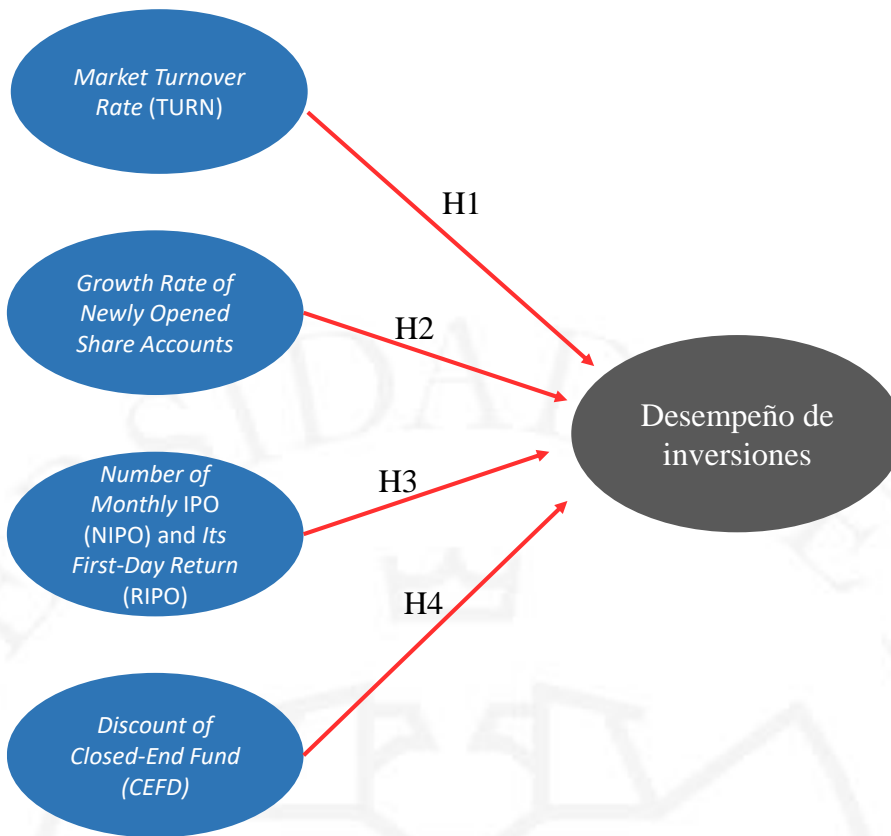 Market Turnover
Rate (TURN)
H1
Growth Rate of
Newly Opened
Share Accounts
H2
Desempeño de
inversiones
Number of
Monthly IPO
(NIPO) and Its
First-Day Return
(RIPO)
H3
H4
Discount of
Closed-End Fund
(CEFD)